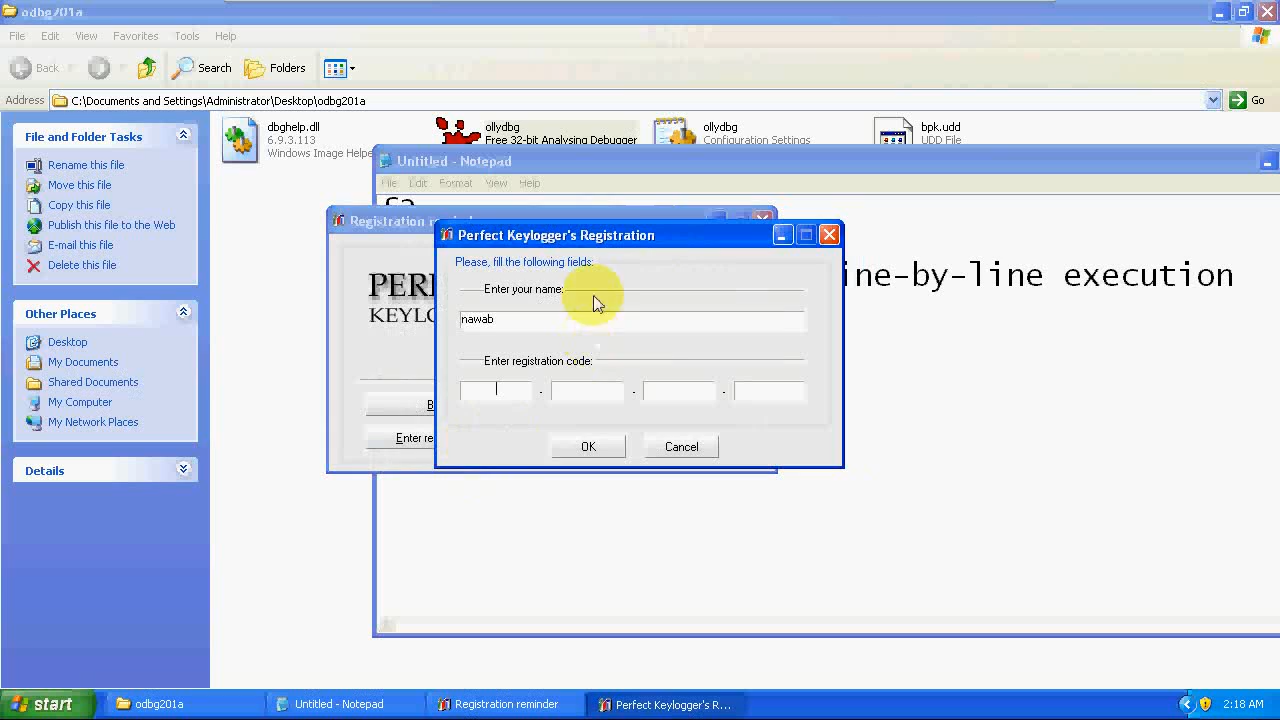 odbg201a
File Edit View Favorites Tools Help
Back Search Folders
Address C:\Documents and Settings\Administrator\Desktop\odbg201a Go
File and Folder Tasks
Rename this file
Move this file
Copy this file
Publish this file to the Web
E-mail this file
Delete this file
Other Places
Desktop
My Documents
Shared Documents
My Computer
My Network Places
Details
dbghelp.dll
6.9.3.113
Windows Image Helpe
ollydbg
Free 32-bit Analysing Debugger
ollydbg
Configuration Settings
bpk.udd
UDD File
Untitled - Notepad
File Edit Format View Help
ine-by-line execution
Registration remin
PERF
KEYLO
B
Enter re
Perfect Keylogger's Registration
Please, fill the following fields:
Enter your name:
nawab
Enter registration code:
- - -
OK Cancel
start odbg201a Untitled - Notepad Registration reminder Perfect Keylogger's R... 2:18 AM